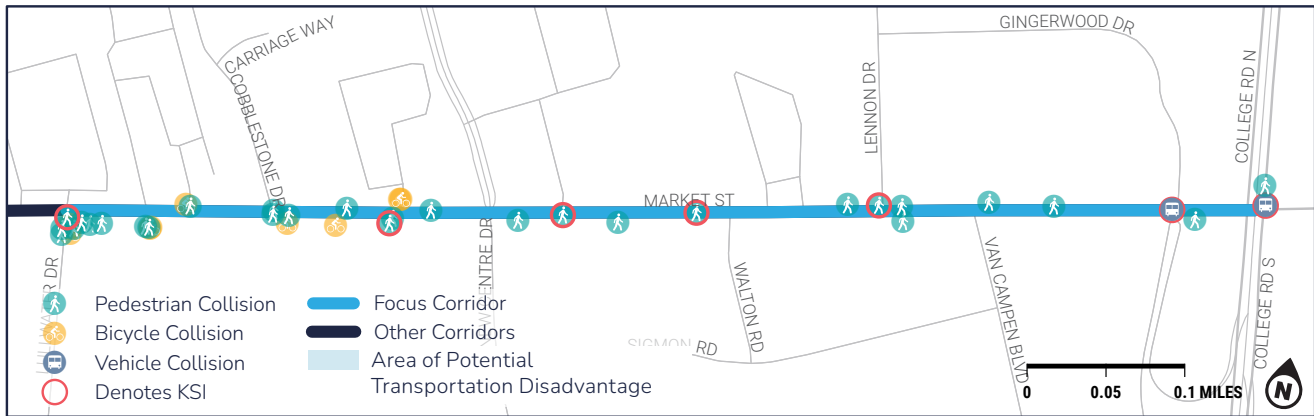 GINGERWOOD DR
CARRIAGE WAY
COBBLESTONE DR
LENNON DR
COLLEGE RD N
MARKET ST
WALTON RD
VAN CAMPEN BLVD
COLLEGE RD S
SIGMON RD
Pedestrian Collision
Bicycle Collision
Vehicle Collision
Denotes KSI
Focus Corridor
Other Corridors
Area of Potential
Transportation Disadvantage
0 0.05 0.1 MILES
N